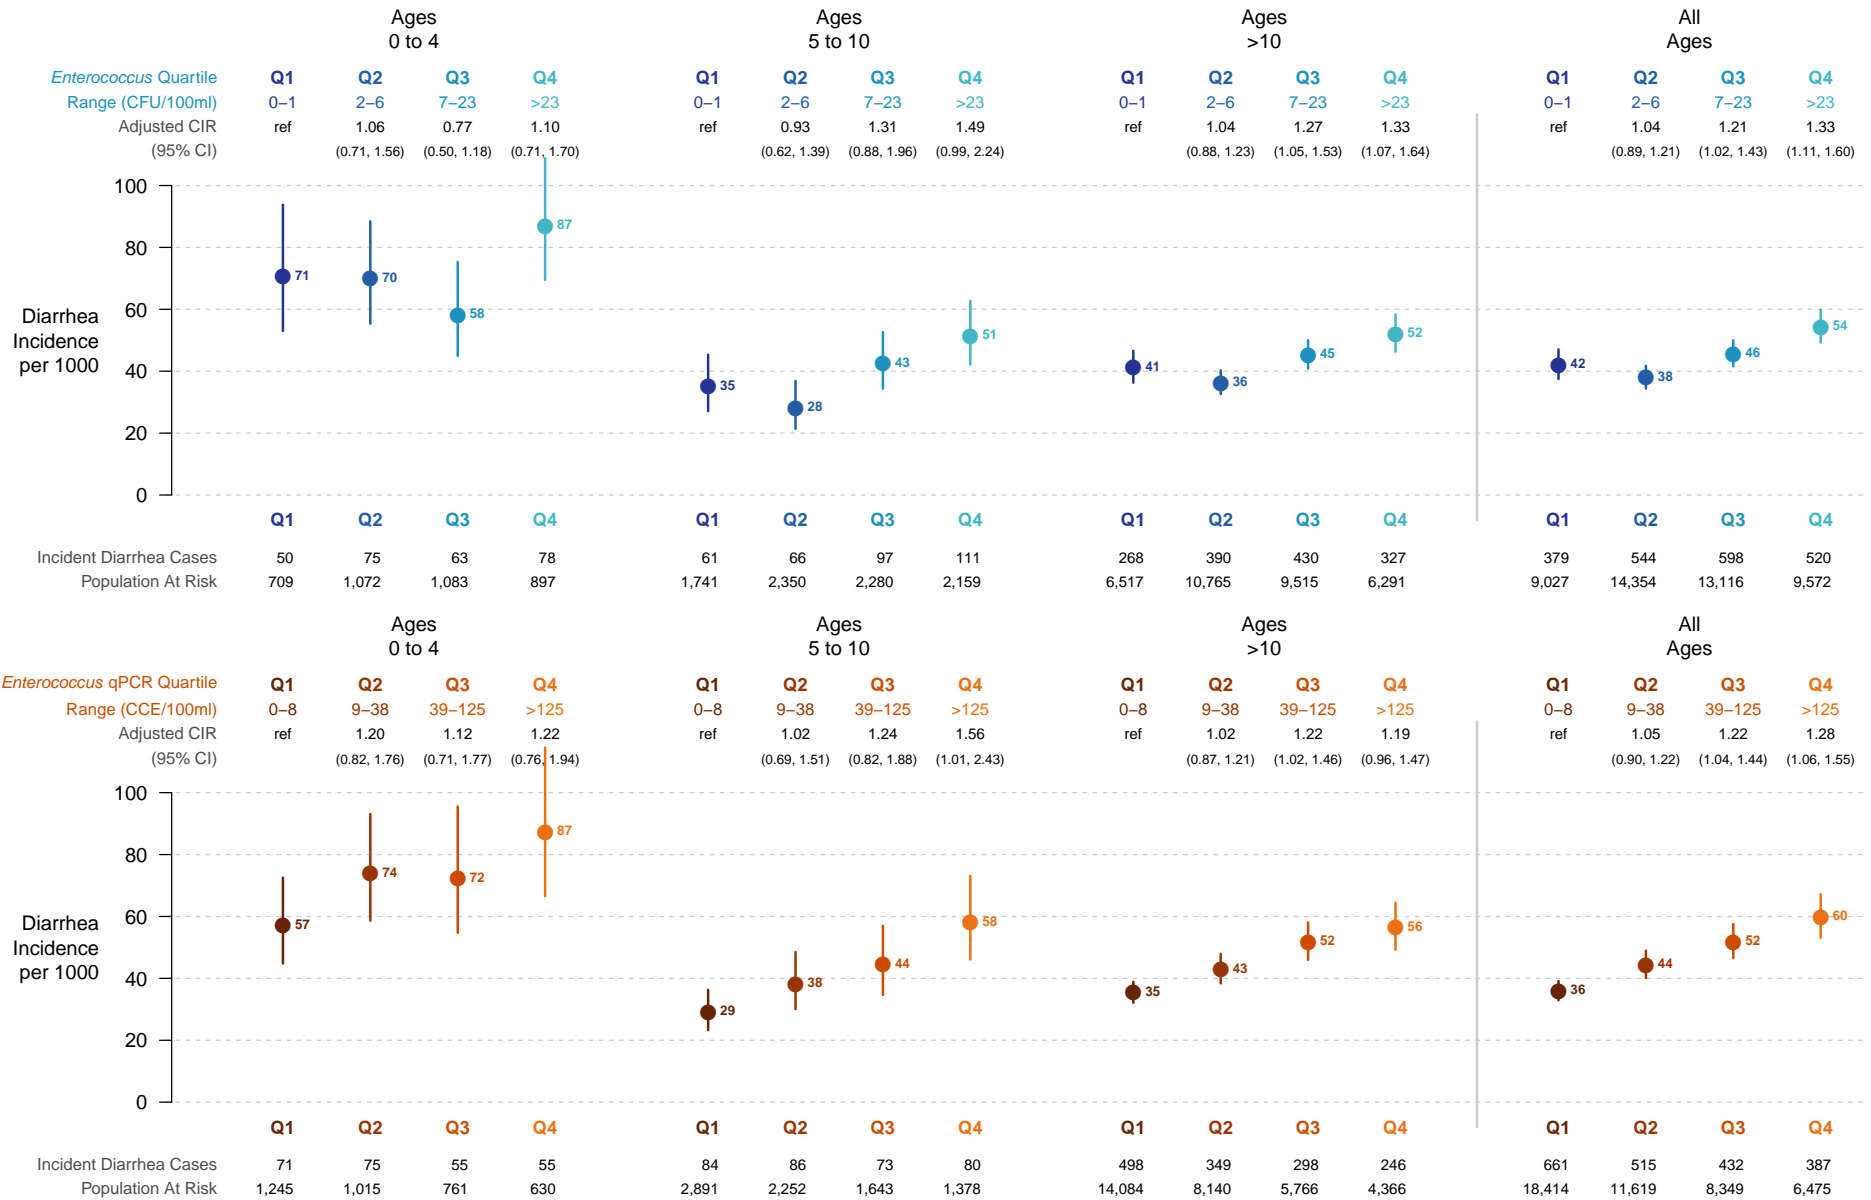 Ages Ages Ages All
0 to 4 5 to 10 >10 Ages
Enterococcus Quartile Q1 Q2 Q3 Q4 Q1 Q2 Q3 Q4 Q1 Q2 Q3 Q4 Q1 Q2 Q3 Q4
Range (CFU/100ml) 0–1 2–6 7–23 >23 0–1 2–6 7–23 >23 0–1 2–6 7–23 >23 0–1 2–6 7–23 >23
Adjusted CIR ref 1.06 0.77 1.10 ref 0.93 1.31 1.49 ref 1.04 1.27 1.33 ref 1.04 1.21 1.33
(95% CI) (0.71, 1.56) (0.50, 1.18) (0.71, 1.70) (0.62, 1.39) (0.88, 1.96) (0.99, 2.24) (0.88, 1.23) (1.05, 1.53) (1.07, 1.64) (0.89, 1.21) (1.02, 1.43) (1.11, 1.60)
100
80
60
40
20
0
Diarrhea
Incidence
per 1000
71 70 58 87 35 28 43 51 41 36 45 52 42 38 46 54
Q1 Q2 Q3 Q4 Q1 Q2 Q3 Q4 Q1 Q2 Q3 Q4 Q1 Q2 Q3 Q4
Incident Diarrhea Cases 50 75 63 78 61 66 97 111 268 390 430 327 379 544 598 520
Population At Risk 709 1,072 1,083 897 1,741 2,350 2,280 2,159 6,517 10,765 9,515 6,291 9,027 14,354 13,116 9,572
Ages Ages Ages All
0 to 4 5 to 10 >10 Ages
Enterococcus qPCR Quartile Q1 Q2 Q3 Q4 Q1 Q2 Q3 Q4 Q1 Q2 Q3 Q4 Q1 Q2 Q3 Q4
Range (CCE/100ml) 0–8 9–38 39–125 >125 0–8 9–38 39–125 >125 0–8 9–38 39–125 >125 0–8 9–38 39–125 >125
Adjusted CIR ref 1.20 1.12 1.22 ref 1.02 1.24 1.56 ref 1.02 1.22 1.19 ref 1.05 1.22 1.28
(95% CI) (0.82, 1.76) (0.71, 1.77) (0.76, 1.94) (0.69, 1.51) (0.82, 1.88) (1.01, 2.43) (0.87, 1.21) (1.02, 1.46) (0.96, 1.47) (0.90, 1.22) (1.04, 1.44) (1.06, 1.55)
100
80
60
40
20
0
Diarrhea
Incidence
per 1000
57 74 72 87 29 38 44 58 35 43 52 56 36 44 52 60
Q1 Q2 Q3 Q4 Q1 Q2 Q3 Q4 Q1 Q2 Q3 Q4 Q1 Q2 Q3 Q4
Incident Diarrhea Cases 71 75 55 55 84 86 73 80 498 349 298 246 661 515 432 387
Population At Risk 1,245 1,015 761 630 2,891 2,252 1,643 1,378 14,084 8,140 5,766 4,366 18,414 11,619 8,349 6,475